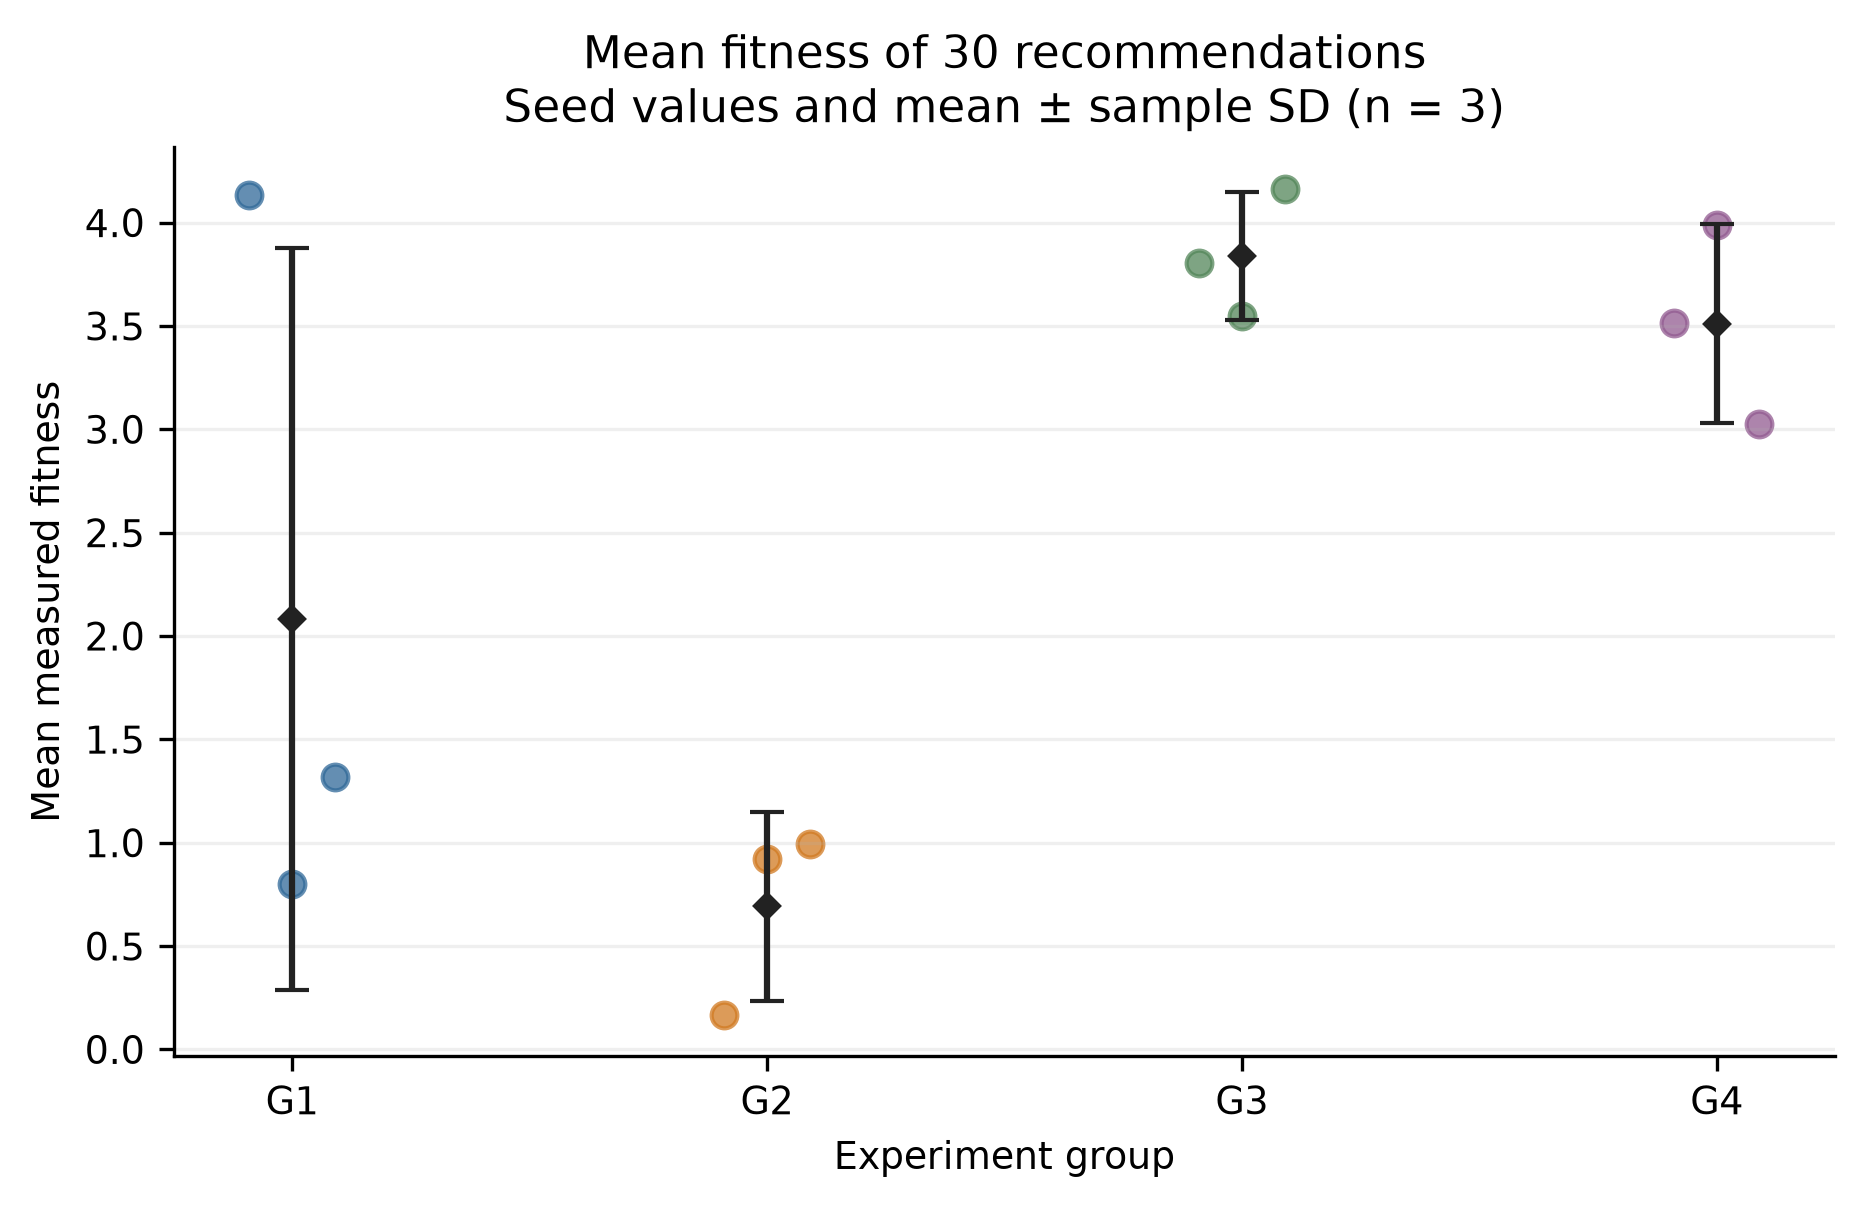 Mean fitness of 30 recommendations
Seed values and mean ± sample SD (n = 3)
Mean measured fitness
4.0
3.5
3.0
2.5
2.0
1.5
1.0
0.5
0.0
G1
G2
G3
G4
Experiment group